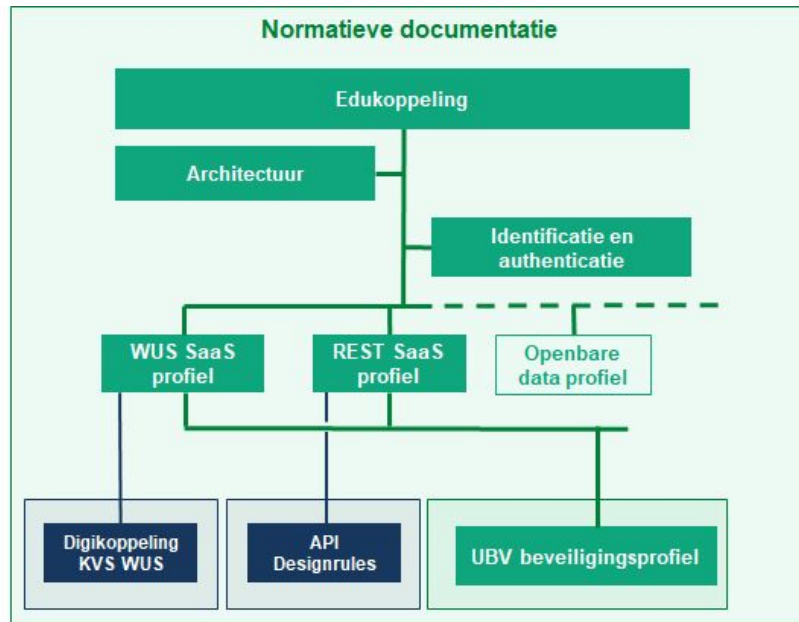 Normatieve documentatie
Edukoppeling
Architectuur
Identificatie en
authenticatie
WUS SaaS
profiel
REST SaaS
profiel
Openbare
data profiel
Digikoppeling
KVS WUS
API
Designrules
UBV beveiligingsprofiel